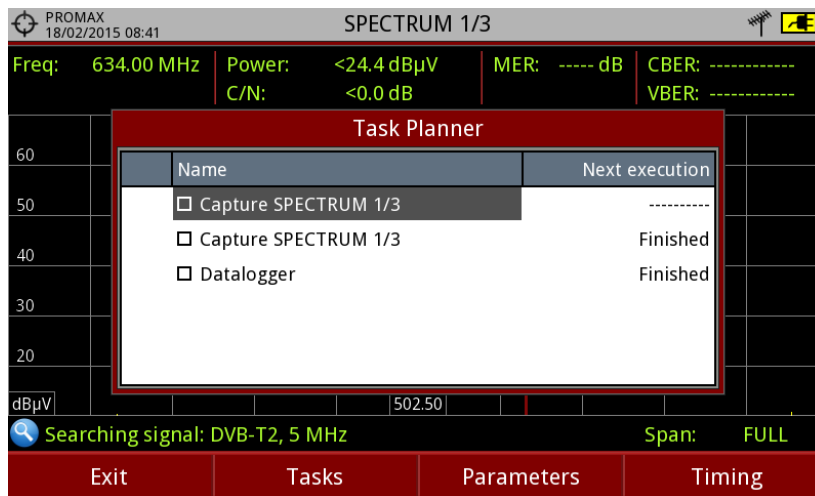 PROMAX
18/02/2015 08:41
SPECTRUM 1/3
Freq: 634.00 MHz
Power: <24.4 dBµV
MER: ----- dB
CBER: ------------
C/N: <0.0 dB
VBER: ------------
Task Planner
Name Next execution
Capture SPECTRUM 1/3 ----------
Capture SPECTRUM 1/3 Finished
Datalogger Finished
60
50
40
30
20
dBµV
502.50
Searching signal: DVB-T2, 5 MHz
Span: FULL
Exit Tasks Parameters Timing